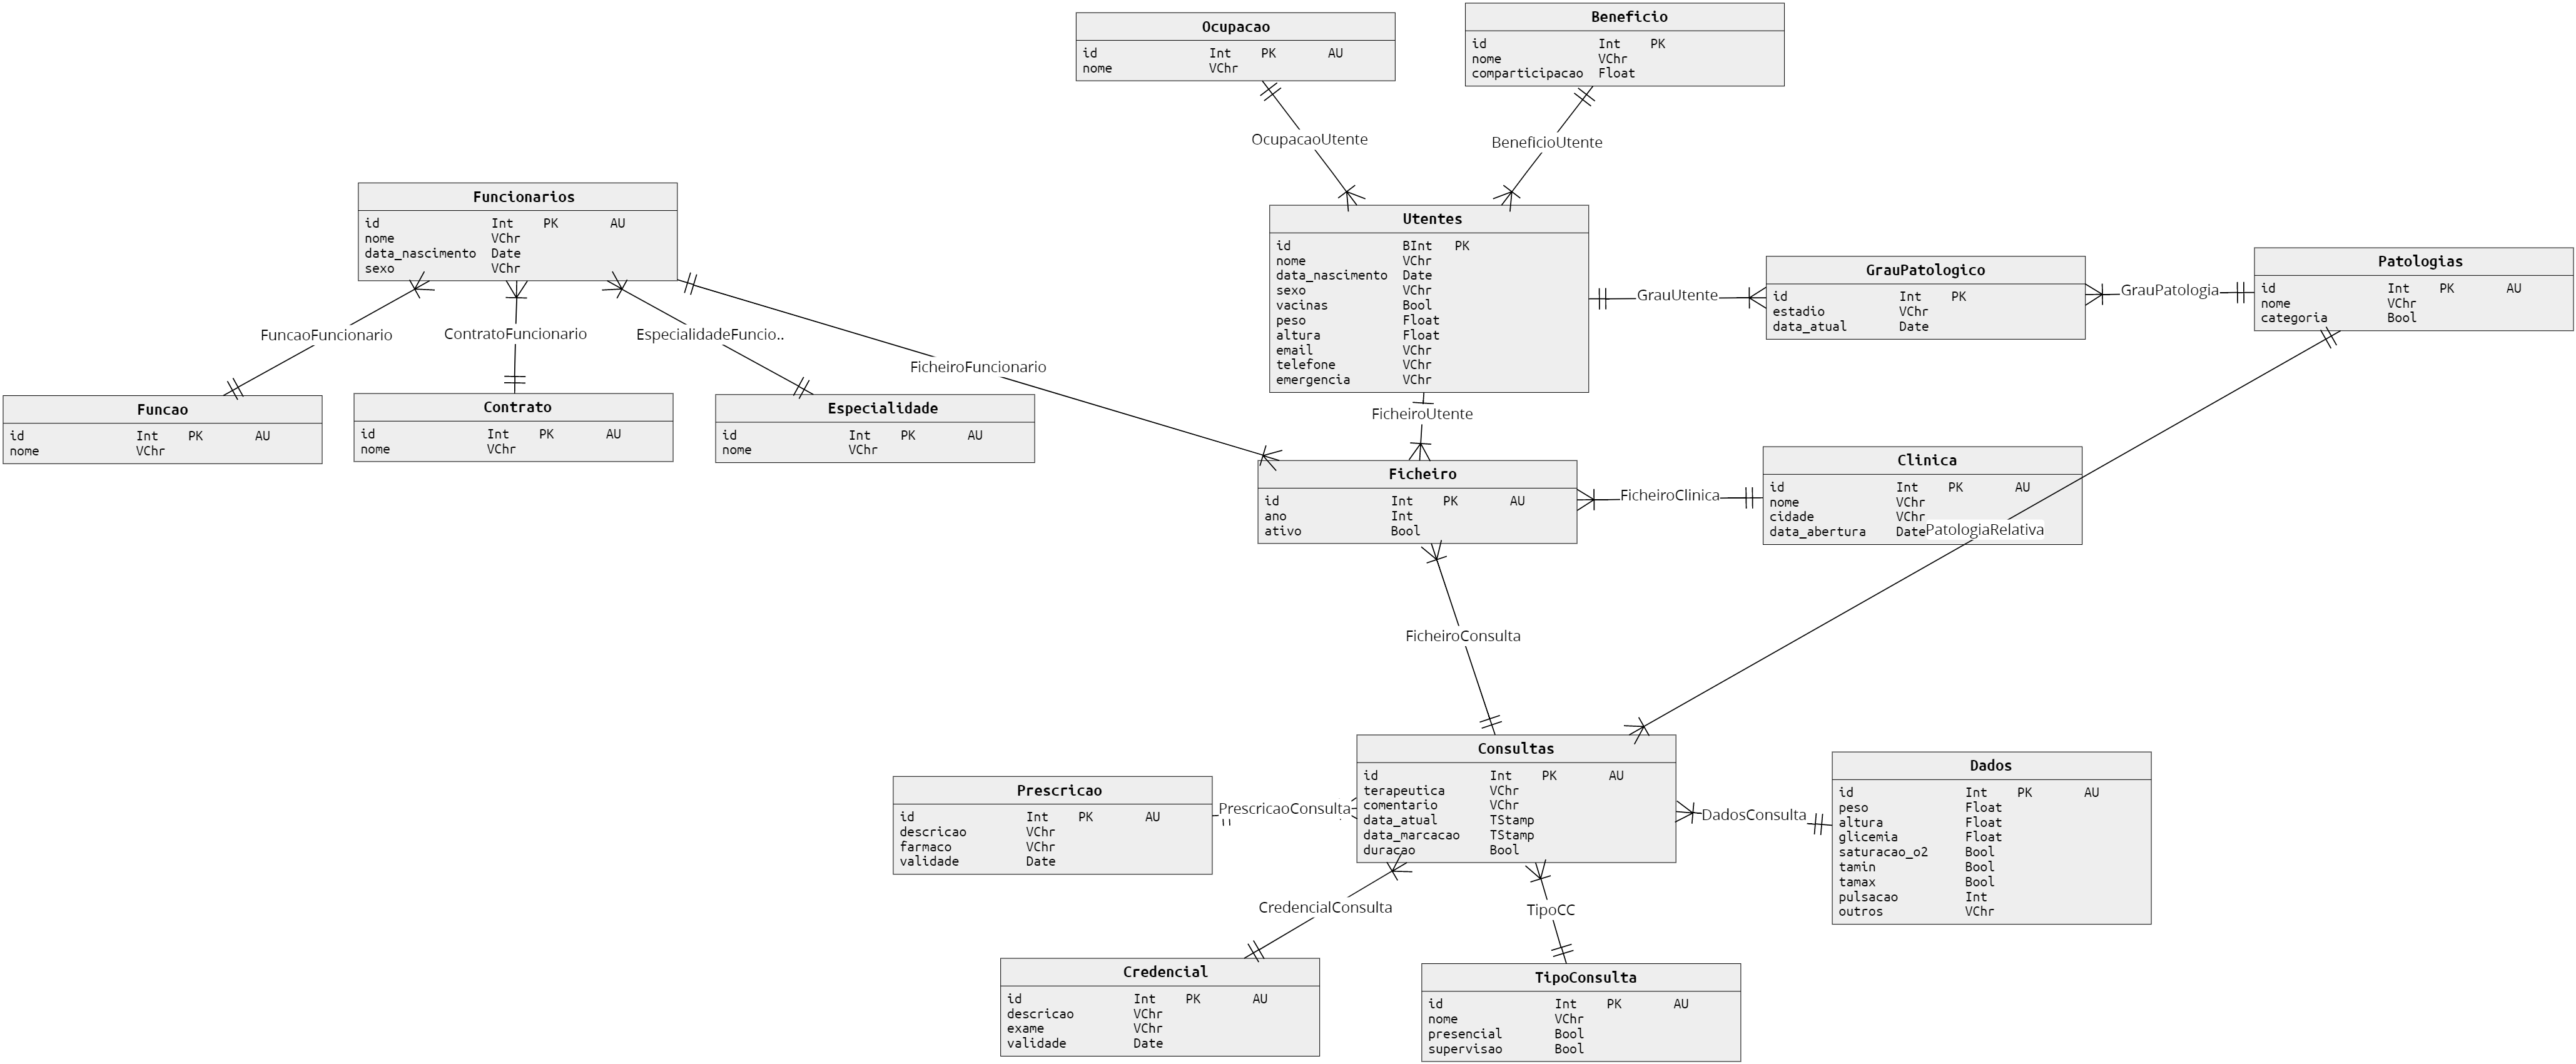 Ocupacao
id Int PK AU
nome VChr
Beneficio
id Int PK
nome VChr
comparticipacao Float
OcupacaoUtente
BeneficioUtente
Funcionarios
id Int PK AU
nome VChr
data_nascimento Date
sexo VChr
Utentes
id BInt PK
nome VChr
data_nascimento Date
sexo VChr
vacinas Bool
peso Float
altura Float
email VChr
telefone VChr
emergencia VChr
GrauUtente
GrauPatologico
id Int PK
estadio VChr
data_atual Date
GrauPatologia
Patologias
id Int PK AU
nome VChr
categoria Bool
FuncaoFuncionario
ContratoFuncionario
EspecialidadeFuncio..
FicheiroFuncionario
FicheiroUtente
Funcao
id Int PK AU
nome VChr
Contrato
id Int PK AU
nome VChr
Especialidade
id Int PK AU
nome VChr
Ficheiro
id Int PK AU
ano Int
ativo Bool
FicheiroClinica
Clinica
id Int PK AU
nome VChr
cidade VChr
data_abertura Date
PatologiaRelativa
FicheiroConsulta
Prescricao
id Int PK AU
descricao VChr
farmaco VChr
validade Date
PrescricaoConsulta
Consultas
id Int PK AU
terapeutica VChr
comentario VChr
data_atual TStamp
data_marcacao TStamp
duracao Bool
DadosConsulta
Dados
id Int PK AU
peso Float
altura Float
glicemia Float
saturacao_o2 Bool
tamin Bool
tamax Bool
pulsacao Int
outros VChr
CredencialConsulta
TipoCC
Credencial
id Int PK AU
descricao VChr
exame VChr
validade Date
TipoConsulta
id Int PK AU
nome VChr
presencial Bool
supervisao Bool